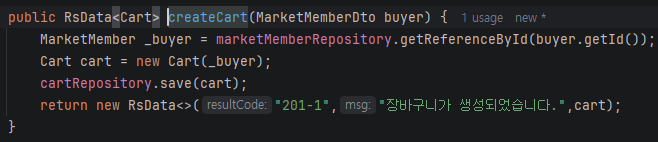 public RsData<Cart> createCart(MarketMemberDto buyer) { 1 usage new *
MarketMember _buyer = marketMemberRepository.getReferenceById(buyer.getId());
Cart cart = new Cart(_buyer);
cartRepository.save(cart);
return new RsData<>( resultCode: "201-1", msg: "장바구니가 생성되었습니다.",cart);
}